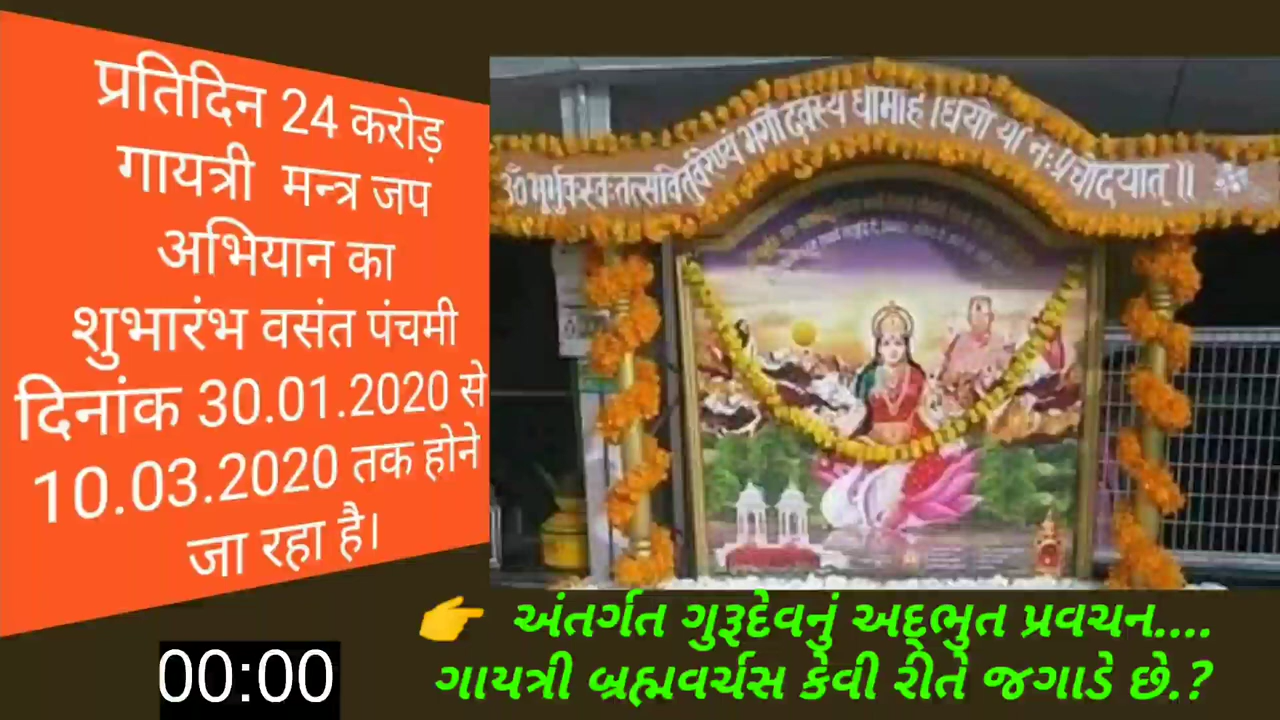 प्रतिदिन 24 करोड़
गायत्री मन्त्र जप
अभियान का
शुभारंभ वसंत पंचमी
दिनांक 30.01.2020 से
10.03.2020 तक होने
जा रहा है।
ॐ भूर्भुवः स्वः तत्सवितुर्वरेण्यं भर्गो देवस्य धीमहि । धियो यो नः प्रचोदयात् ॥
👉 અંતર્ગત ગુરૂદેવનું અદ્ભુત પ્રવચન....
ગાયત્રી બ્રહ્મવર્ચસ કેવી રીતે જગાડે છે.?
00:00